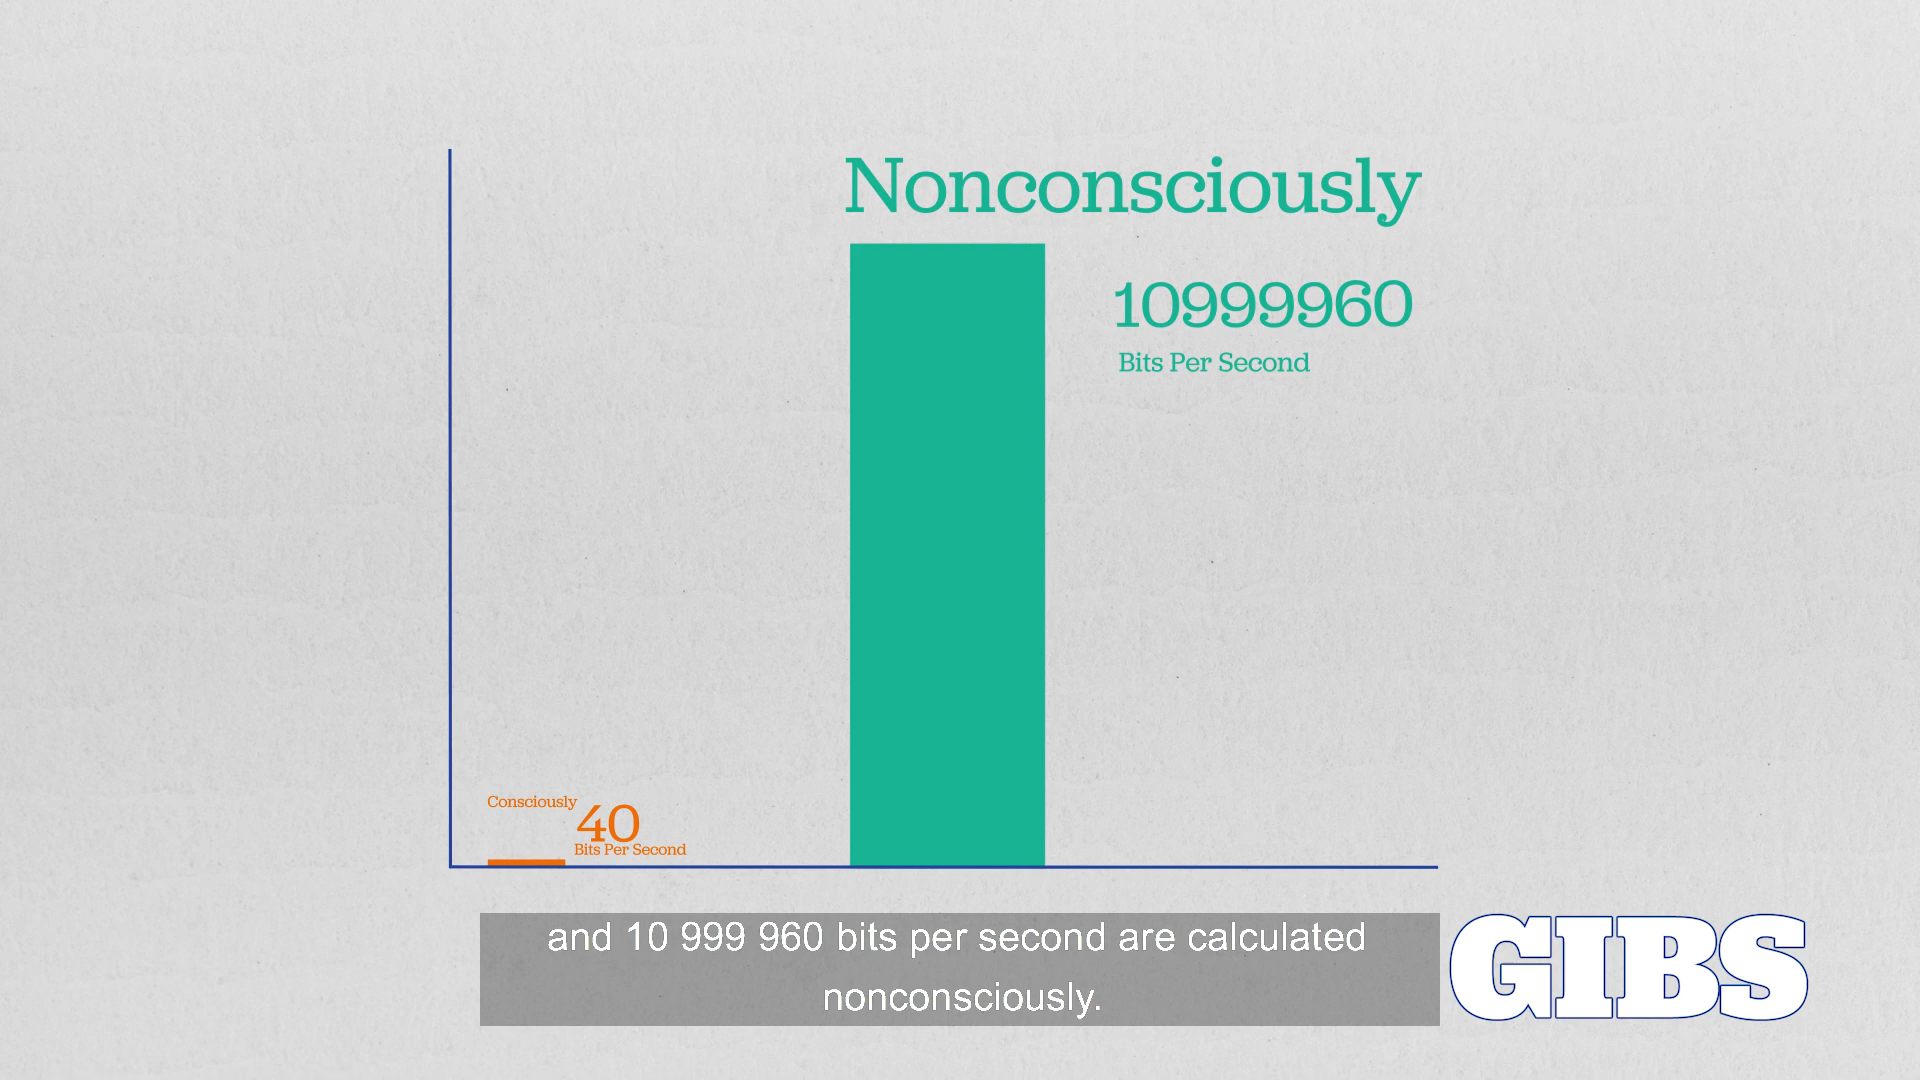 Nonconsciously
10999960
Bits Per Second
Consciously
40
Bits Per Second
and 10 999 960 bits per second are calculated
nonconsciously.
GIBS